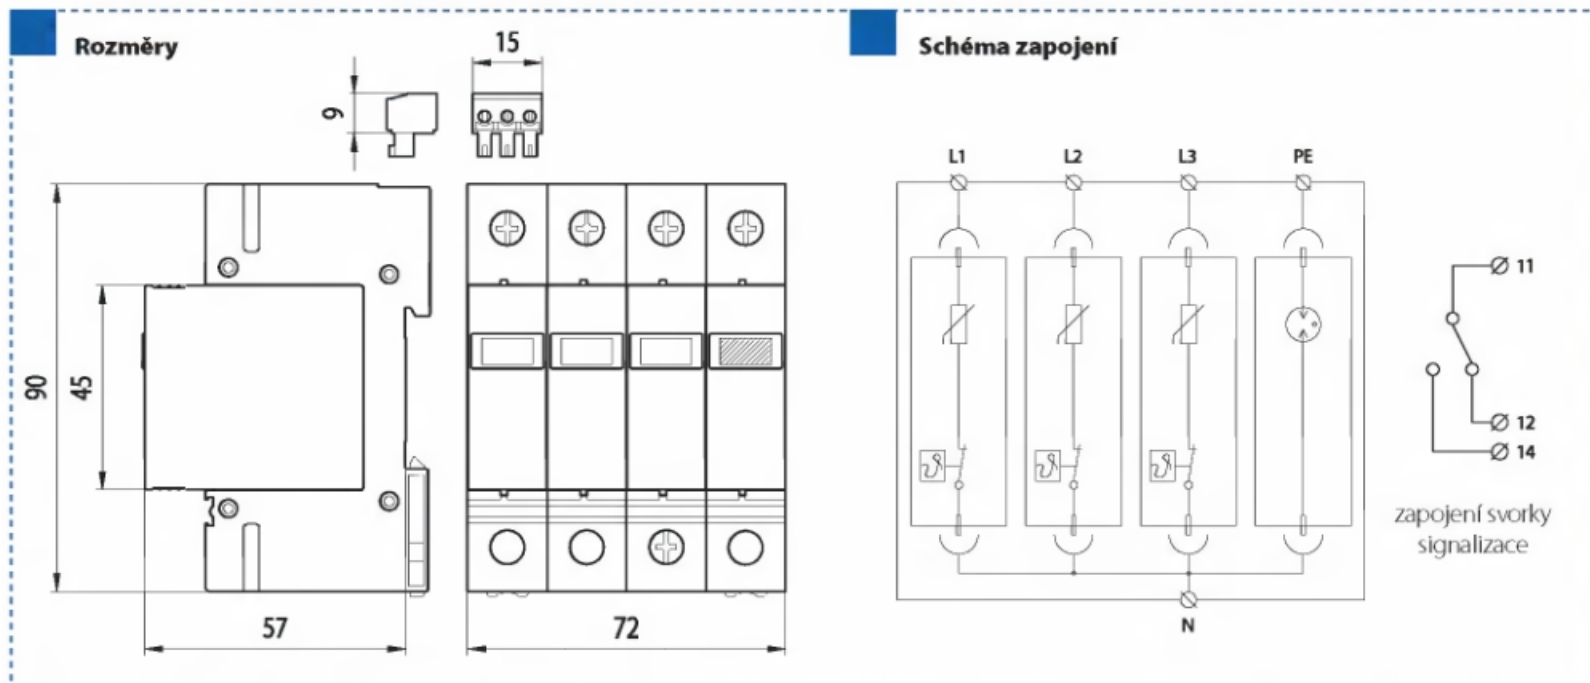 Rozměry
15
9
90
45
57
72
Schéma zapojení
L1 L2 L3 PE
11
12
14
zapojení svorky
signalizace
N